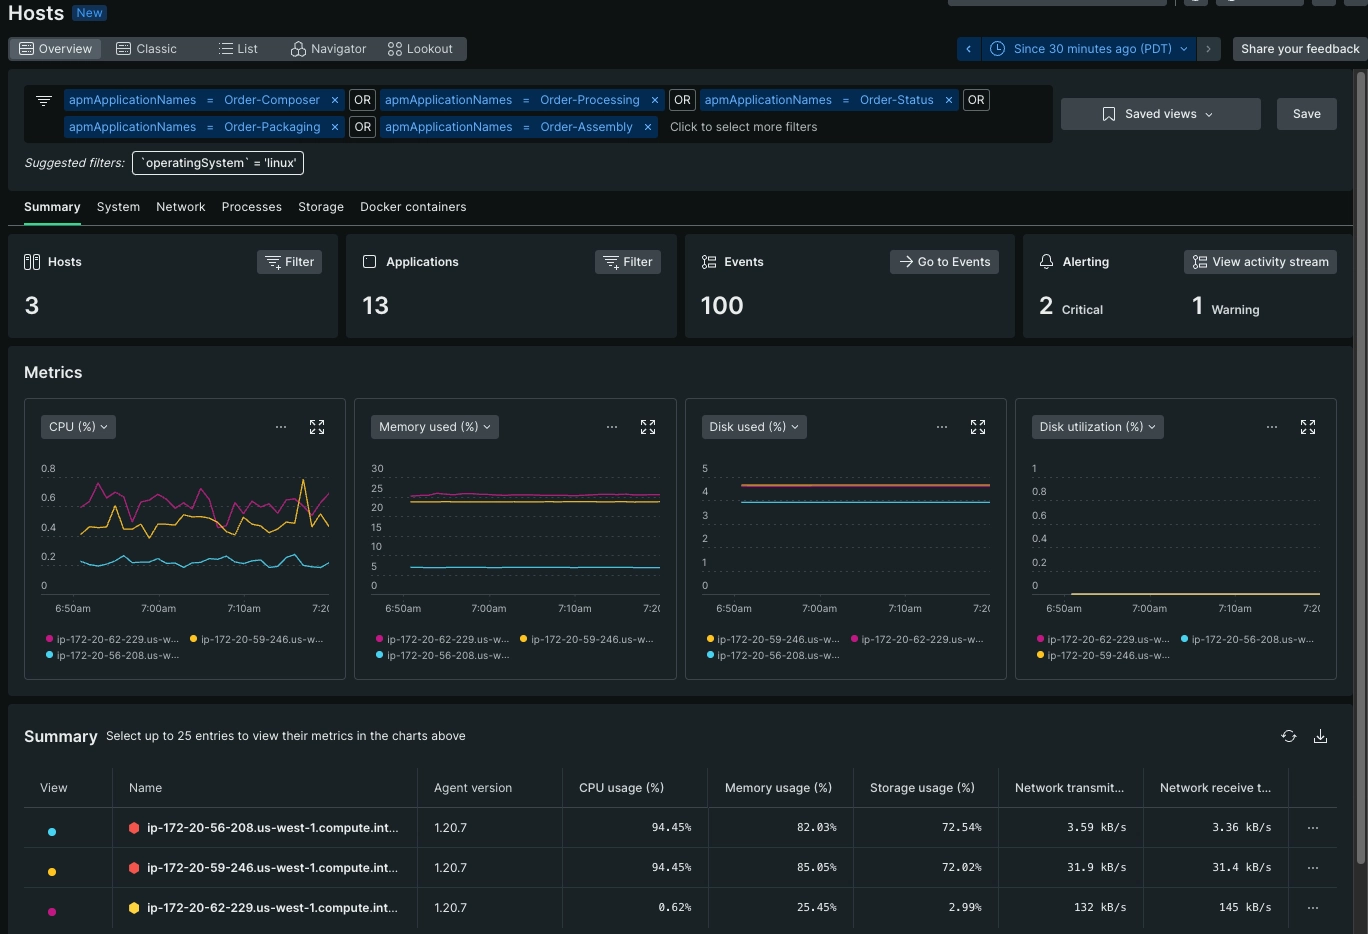 Hosts New
Overview Classic List Navigator Lookout
Since 30 minutes ago (PDT)
Share your feedback
apmApplicationNames = Order-Composer × OR apmApplicationNames = Order-Processing × OR apmApplicationNames = Order-Status × OR
apmApplicationNames = Order-Packaging × OR apmApplicationNames = Order-Assembly × Click to select more filters
Saved views
Save
Suggested filters: `operatingSystem` = 'linux'
Summary System Network Processes Storage Docker containers
Hosts Filter
3
Applications Filter
13
Events Go to Events
100
Alerting View activity stream
2 Critical 1 Warning
Metrics
CPU (%) ...
0.8
0.6
0.4
0.2
0
6:50am 7:00am 7:10am 7:20
ip-172-20-62-229.us-w... ip-172-20-59-246.us-w...
ip-172-20-56-208.us-w...
Memory used (%) ...
30
25
20
15
10
5
0
6:50am 7:00am 7:10am 7:20
ip-172-20-62-229.us-w... ip-172-20-59-246.us-w...
ip-172-20-56-208.us-w...
Disk used (%) ...
5
4
3
2
1
0
6:50am 7:00am 7:10am 7:20
ip-172-20-59-246.us-w... ip-172-20-62-229.us-w...
ip-172-20-56-208.us-w...
Disk utilization (%) ...
1
0.8
0.6
0.4
0.2
0
6:50am 7:00am 7:10am 7:20
ip-172-20-62-229.us-w... ip-172-20-56-208.us-w...
ip-172-20-59-246.us-w...
Summary Select up to 25 entries to view their metrics in the charts above
View Name Agent version CPU usage (%) Memory usage (%) Storage usage (%) Network transmit... Network receive t...
ip-172-20-56-208.us-west-1.compute.int... 1.20.7 94.45% 82.03% 72.54% 3.59 kB/s 3.36 kB/s ...
ip-172-20-59-246.us-west-1.compute.int... 1.20.7 94.45% 85.05% 72.02% 31.9 kB/s 31.4 kB/s ...
ip-172-20-62-229.us-west-1.compute.int... 1.20.7 0.62% 25.45% 2.99% 132 kB/s 145 kB/s ...